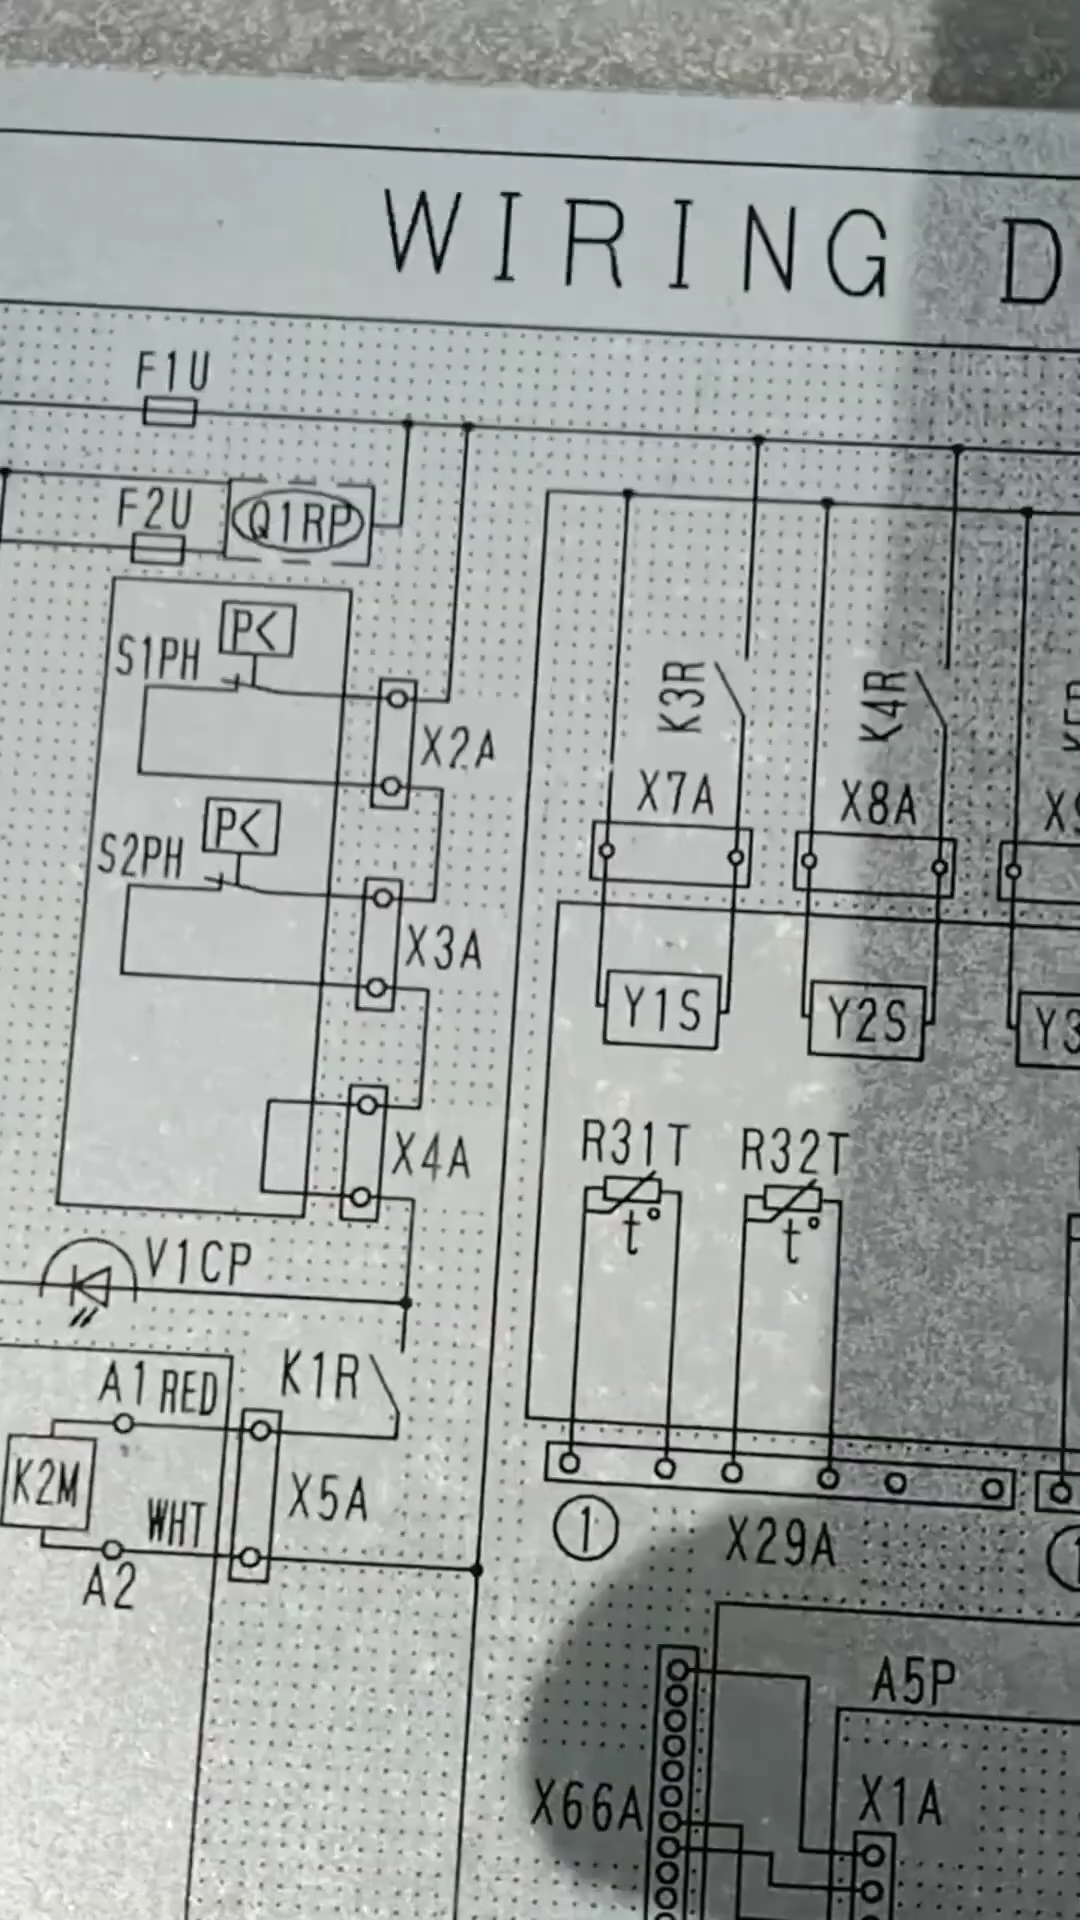 WIRING D
F1U
F2U
Q1RP
P<
S1PH
K3R
K4R
X2A
X7A
X8A
P<
S2PH
X3A
Y1S
Y2S
Y3
R31T
R32T
t°
t°
X4A
V1CP
A1 RED
K1R
K2M
X5A
WHT
A2
1
X29A
A5P
X66A
X1A